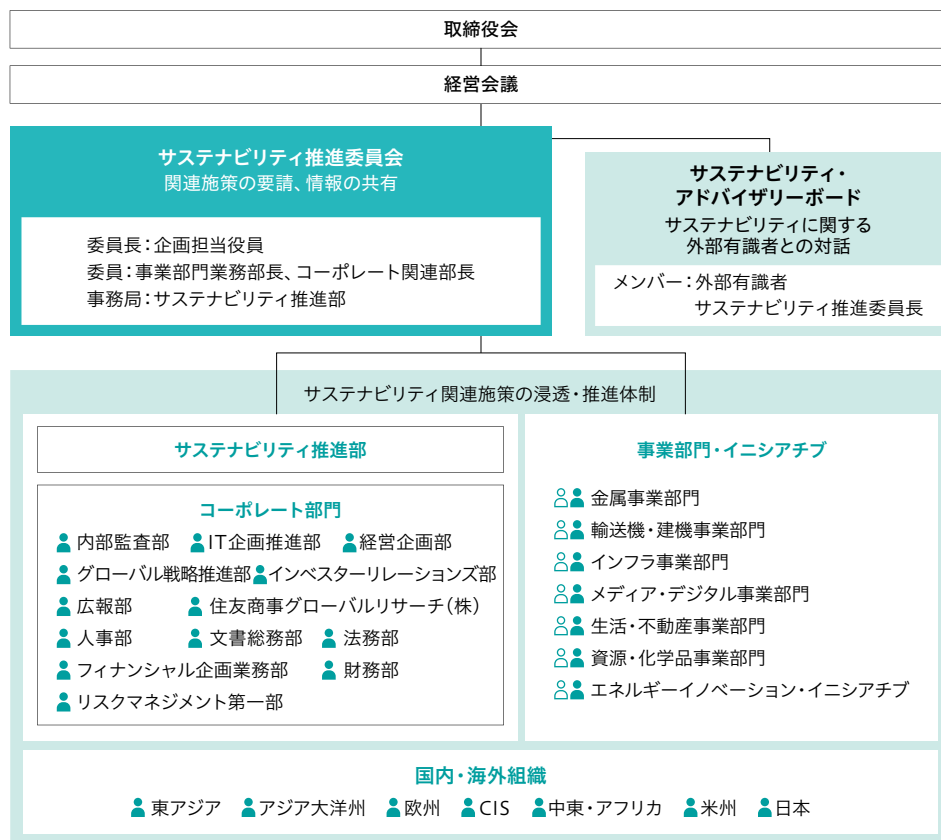 取締役会
経営会議
サステナビリティ推進委員会
関連施策の要請、情報の共有
委員長：企画担当役員
委員：事業部門業務部長、コーポレート関連部長
事務局：サステナビリティ推進部
サステナビリティ・
アドバイザリーボード
サステナビリティに関する
外部有識者との対話
メンバー：外部有識者
サステナビリティ推進委員長
サステナビリティ関連施策の浸透・推進体制
サステナビリティ推進部
コーポレート部門
内部監査部 IT企画推進部 経営企画部
グローバル戦略推進部 インベスターリレーションズ部
広報部 住友商事グローバルリサーチ（株）
人事部 文書総務部 法務部
フィナンシャル企画業務部 財務部
リスクマネジメント第一部
事業部門・イニシアチブ
金属事業部門
輸送機・建機事業部門
インフラ事業部門
メディア・デジタル事業部門
生活・不動産事業部門
資源・化学品事業部門
エネルギーイノベーション・イニシアチブ
国内・海外組織
東アジア アジア大洋州 欧州 CIS 中東・アフリカ 米州 日本